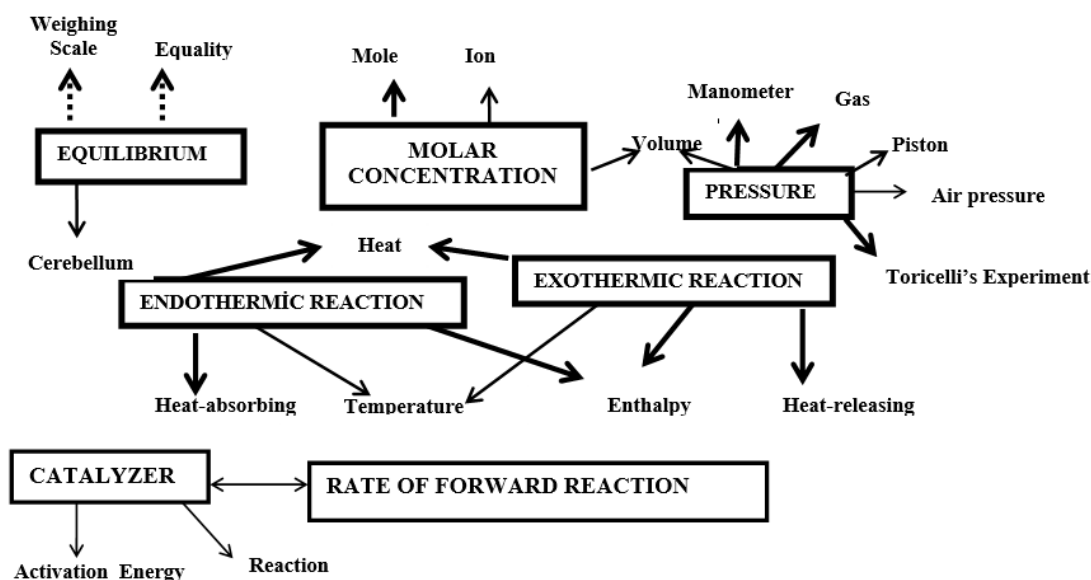 Weighing
Scale
Equality
Mole
Ion
Manometer
Gas
EQUILIBRIUM
MOLAR
CONCENTRATION
Volume
Piston
PRESSURE
Air pressure
Cerebellum
Heat
Toricelli's Experiment
ENDOTHERMİC REACTION
EXOTHERMIC REACTION
Heat-absorbing
Temperature
Enthalpy
Heat-releasing
CATALYZER
RATE OF FORWARD REACTION
Activation Energy
Reaction